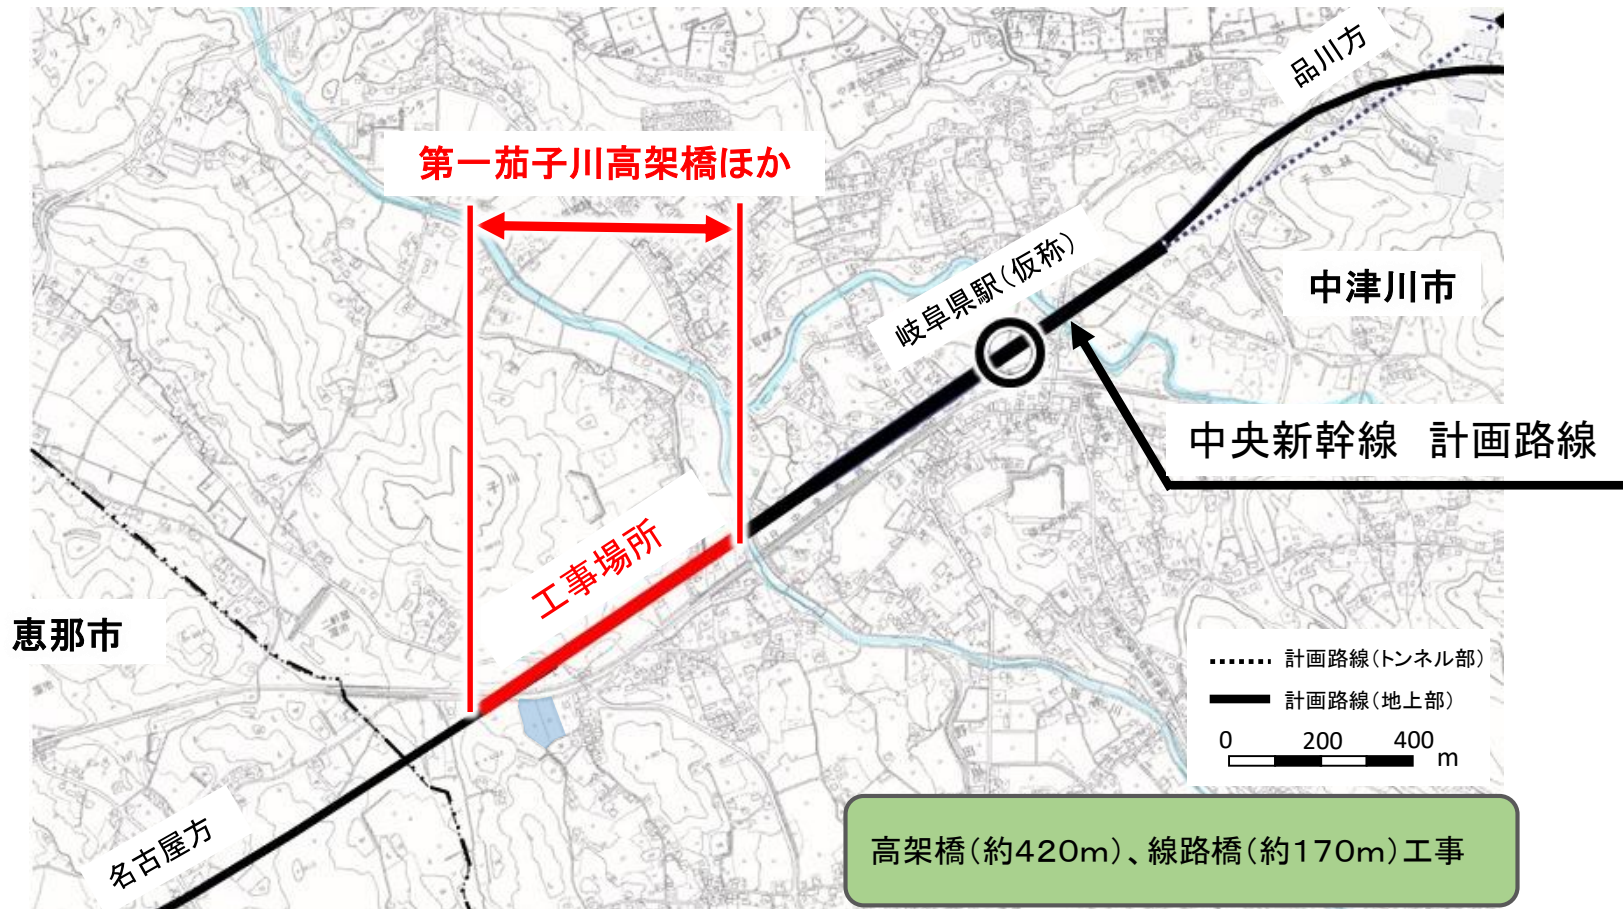 品川方
第一茄子川高架橋ほか
岐阜県駅（仮称）
中津川市
中央新幹線　計画路線
工事場所
恵那市
計画路線（トンネル部）
計画路線（地上部）
0 200 400 m
名古屋方
高架橋（約420m）、線路橋（約170m）工事